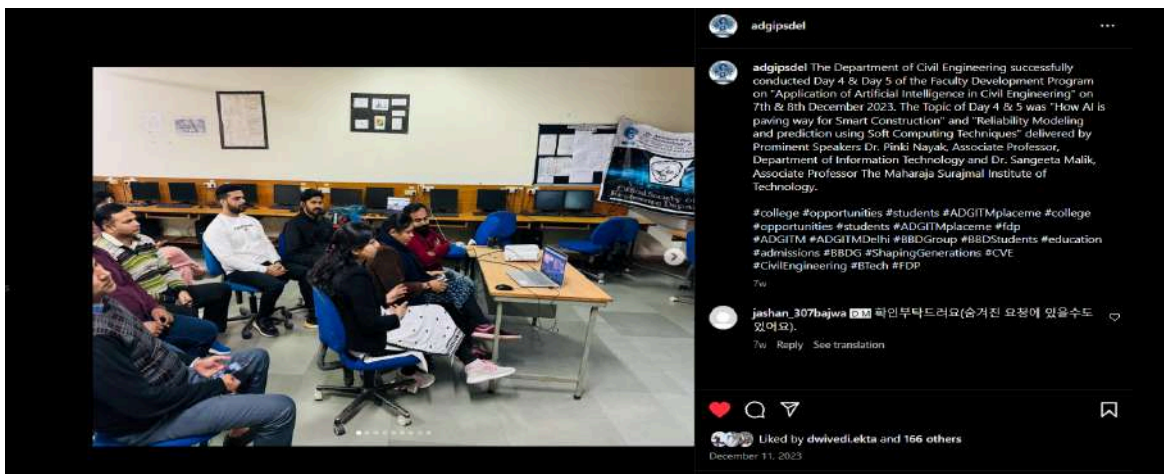 adgipsdel
adgipsdel The Department of Civil Engineering successfully
conducted Day 4 & Day 5 of the Faculty Development Program
on "Application of Artificial Intelligence in Civil Engineering" on
7th & 8th December 2023. The Topic of Day 4 & 5 was "How AI is
paving way for Smart Construction" and "Reliability Modeling
and prediction using Soft Computing Techniques" delivered by
Prominent Speakers Dr. Pinki Nayak, Associate Professor,
Department of Information Technology and Dr. Sangeeta Malik,
Associate Professor The Maharaja Surajmal Institute of
Technology.
#college #opportunities #students #ADGITMplaceme #college
#opportunities #students #ADGITMplaceme #fdp
#ADGITM #ADGITMDelhi #BBDGroup #BBDStudents #education
#admissions #BBDG #ShapingGenerations #CVE
#CivilEngineering #BTech #FDP
7w
jashan_307bajwa 🄳🄼 확인부탁드려요(숨겨진 요청에 있을수도
있어요).
7w Reply See translation
Liked by dwivedi.ekta and 166 others
December 11, 2023